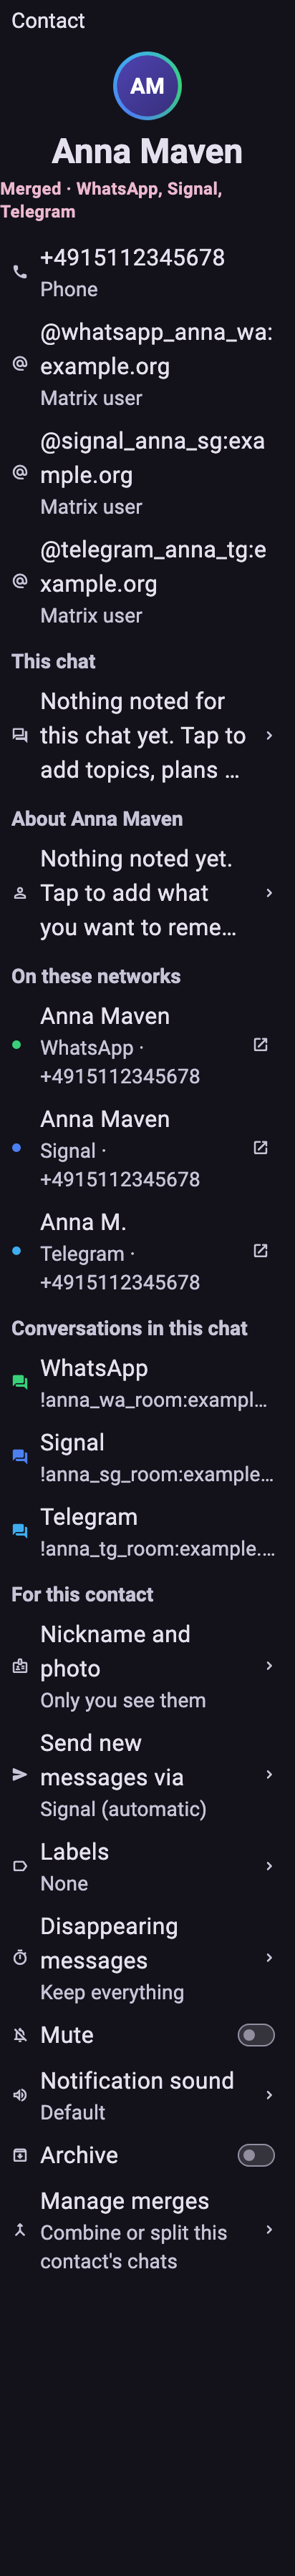 Contact
AM
Anna Maven
Merged · WhatsApp, Signal,
Telegram
+4915112345678
Phone
@whatsapp_anna_wa:
example.org
Matrix user
@signal_anna_sg:exa
mple.org
Matrix user
@telegram_anna_tg:e
xample.org
Matrix user
This chat
Nothing noted for
this chat yet. Tap to
add topics, plans ...
About Anna Maven
Nothing noted yet.
Tap to add what
you want to reme...
On these networks
Anna Maven
WhatsApp ·
+4915112345678
Anna Maven
Signal ·
+4915112345678
Anna M.
Telegram ·
+4915112345678
Conversations in this chat
WhatsApp
!anna_wa_room:exampl...
Signal
!anna_sg_room:example...
Telegram
!anna_tg_room:example....
For this contact
Nickname and
photo
Only you see them
Send new
messages via
Signal (automatic)
Labels
None
Disappearing
messages
Keep everything
Mute
Notification sound
Default
Archive
Manage merges
Combine or split this
contact's chats